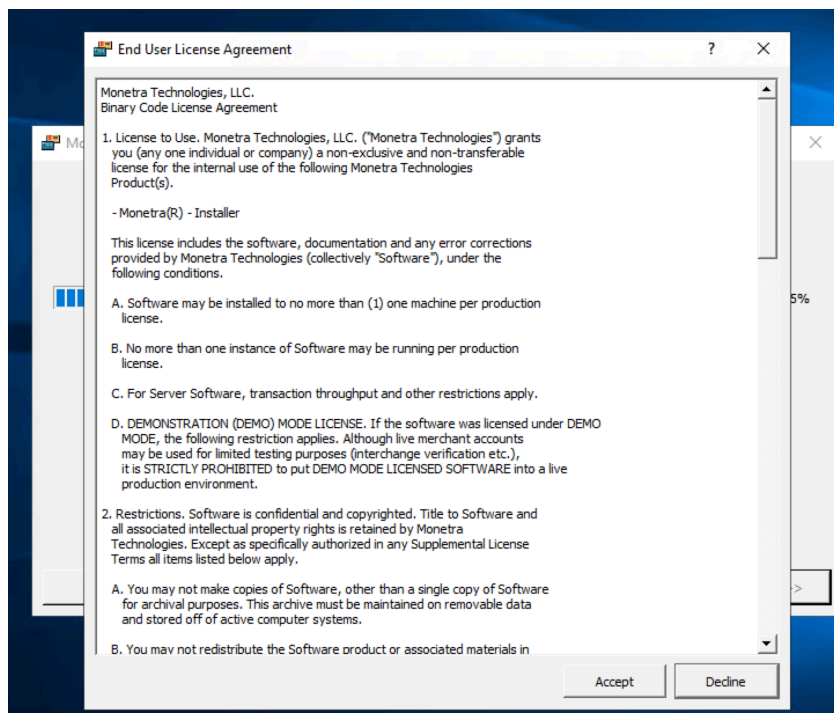 End User License Agreement
Monetra Technologies, LLC.
Binary Code License Agreement
1. License to Use. Monetra Technologies, LLC. ("Monetra Technologies") grants
you (any one individual or company) a non-exclusive and non-transferable
license for the internal use of the following Monetra Technologies
Product(s).
- Monetra(R) - Installer
This license includes the software, documentation and any error corrections
provided by Monetra Technologies (collectively "Software"), under the
following conditions.
A. Software may be installed to no more than (1) one machine per production
license.
B. No more than one instance of Software may be running per production
license.
C. For Server Software, transaction throughput and other restrictions apply.
D. DEMONSTRATION (DEMO) MODE LICENSE. If the software was licensed under DEMO
MODE, the following restriction applies. Although live merchant accounts
may be used for limited testing purposes (interchange verification etc.),
it is STRICTLY PROHIBITED to put DEMO MODE LICENSED SOFTWARE into a live
production environment.
2. Restrictions. Software is confidential and copyrighted. Title to Software and
all associated intellectual property rights is retained by Monetra
Technologies. Except as specifically authorized in any Supplemental License
Terms all items listed below apply.
A. You may not make copies of Software, other than a single copy of Software
for archival purposes. This archive must be maintained on removable data
and stored off of active computer systems.
B. You may not redistribute the Software product or associated materials in
Accept
Decline
Mo
5%